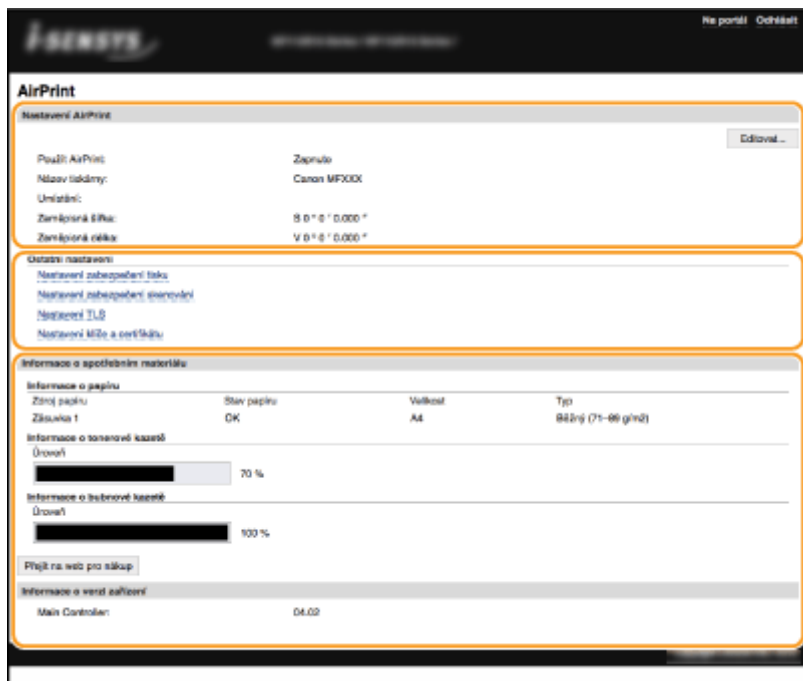 Na portál Odhlásit
i-SENSYS
AirPrint
Nastavení AirPrint
Editovat...
Použít AirPrint: Zapnuto
Název tiskárny: Canon MFXXX
Umístění:
Zeměpisná šířka: S 0 ° 0 ' 0.000 "
Zeměpisná délka: V 0 ° 0 ' 0.000 "
Ostatní nastavení
Nastavení zabezpečení tisku
Nastavení zabezpečení skenování
Nastavení TLS
Nastavení klíče a certifikátu
Informace o spotřebním materiálu
Informace o papíru
Zdroj papíru Stav papíru Velikost Typ
Zásuvka 1 OK A4 Běžný (71–89 g/m2)
Informace o tonerové kazetě
Úroveň
70 %
Informace o bubnové kazetě
Úroveň
100 %
Přejít na web pro nákup
Informace o verzi zařízení
Main Controller: 04.02